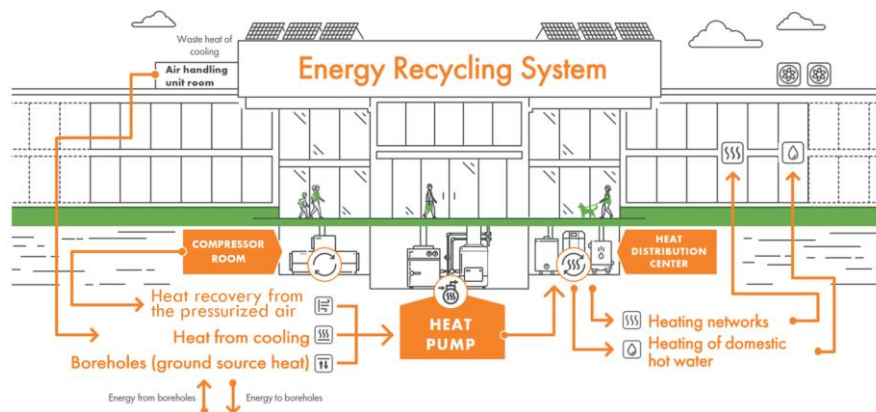 Waste heat of
cooling
Air handling
unit room
Energy Recycling System
COMPRESSOR
ROOM
HEAT
DISTRIBUTION
CENTER
Heat recovery from
the pressurized air
Heat from cooling
Boreholes (ground source heat)
HEAT
PUMP
Heating networks
Heating of domestic
hot water
Energy from boreholes
Energy to boreholes